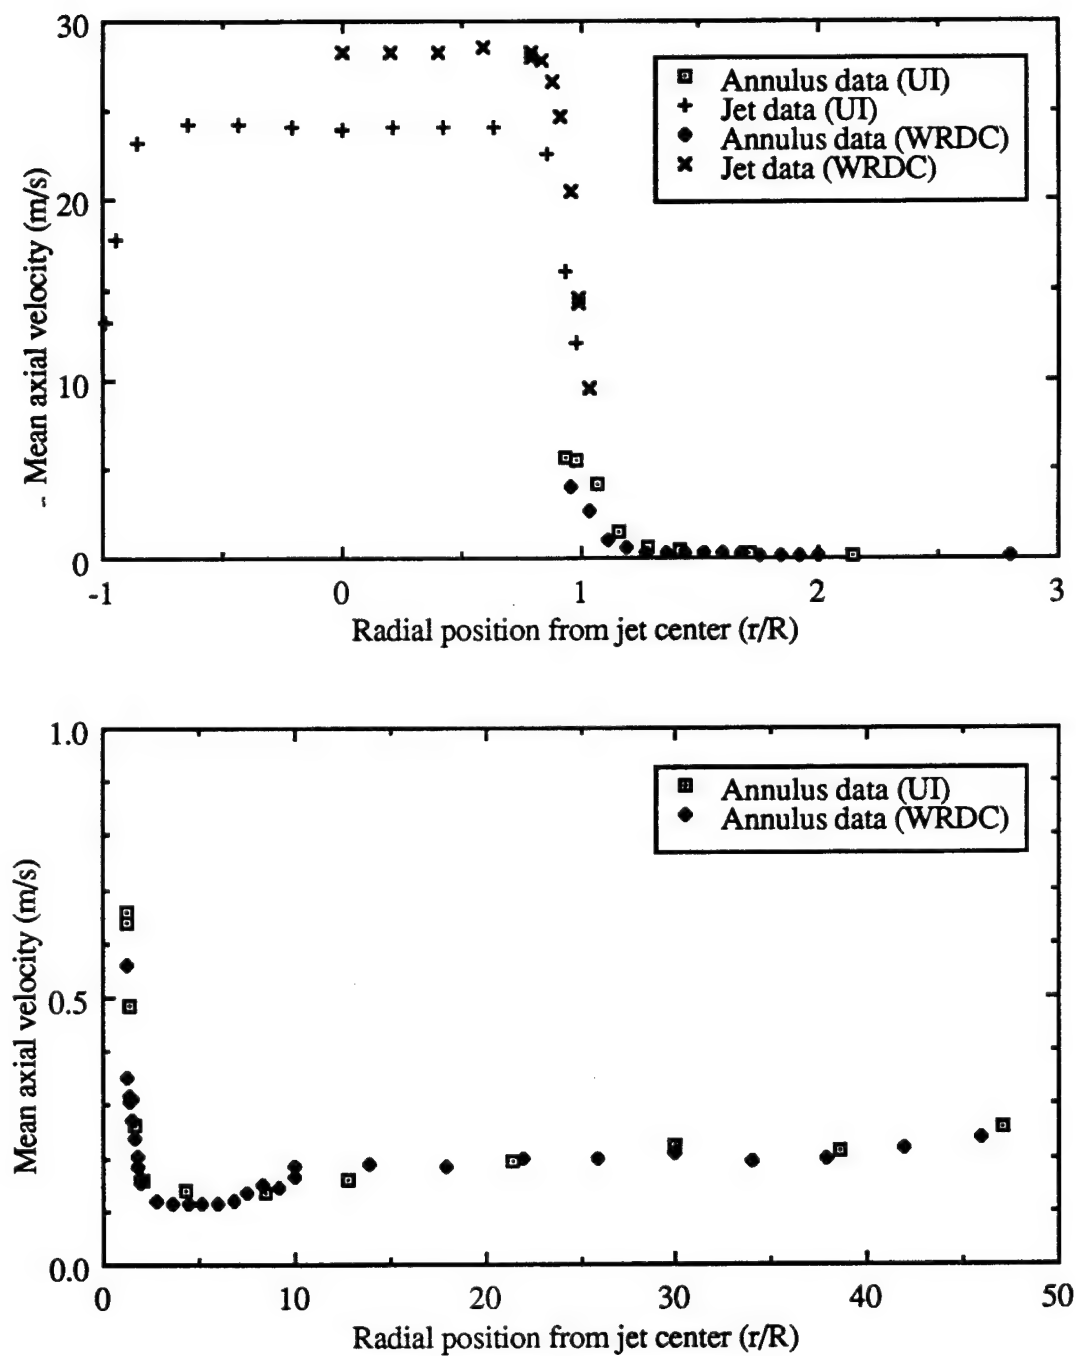 30
20
10
0
Mean axial velocity (m/s)
Annulus data (UI)
Jet data (UI)
Annulus data (WRDC)
Jet data (WRDC)
-1 0 1 2 3
Radial position from jet center (r/R)
1.0
0.5
0.0
Mean axial velocity (m/s)
Annulus data (UI)
Annulus data (WRDC)
0 10 20 30 40 50
Radial position from jet center (r/R)